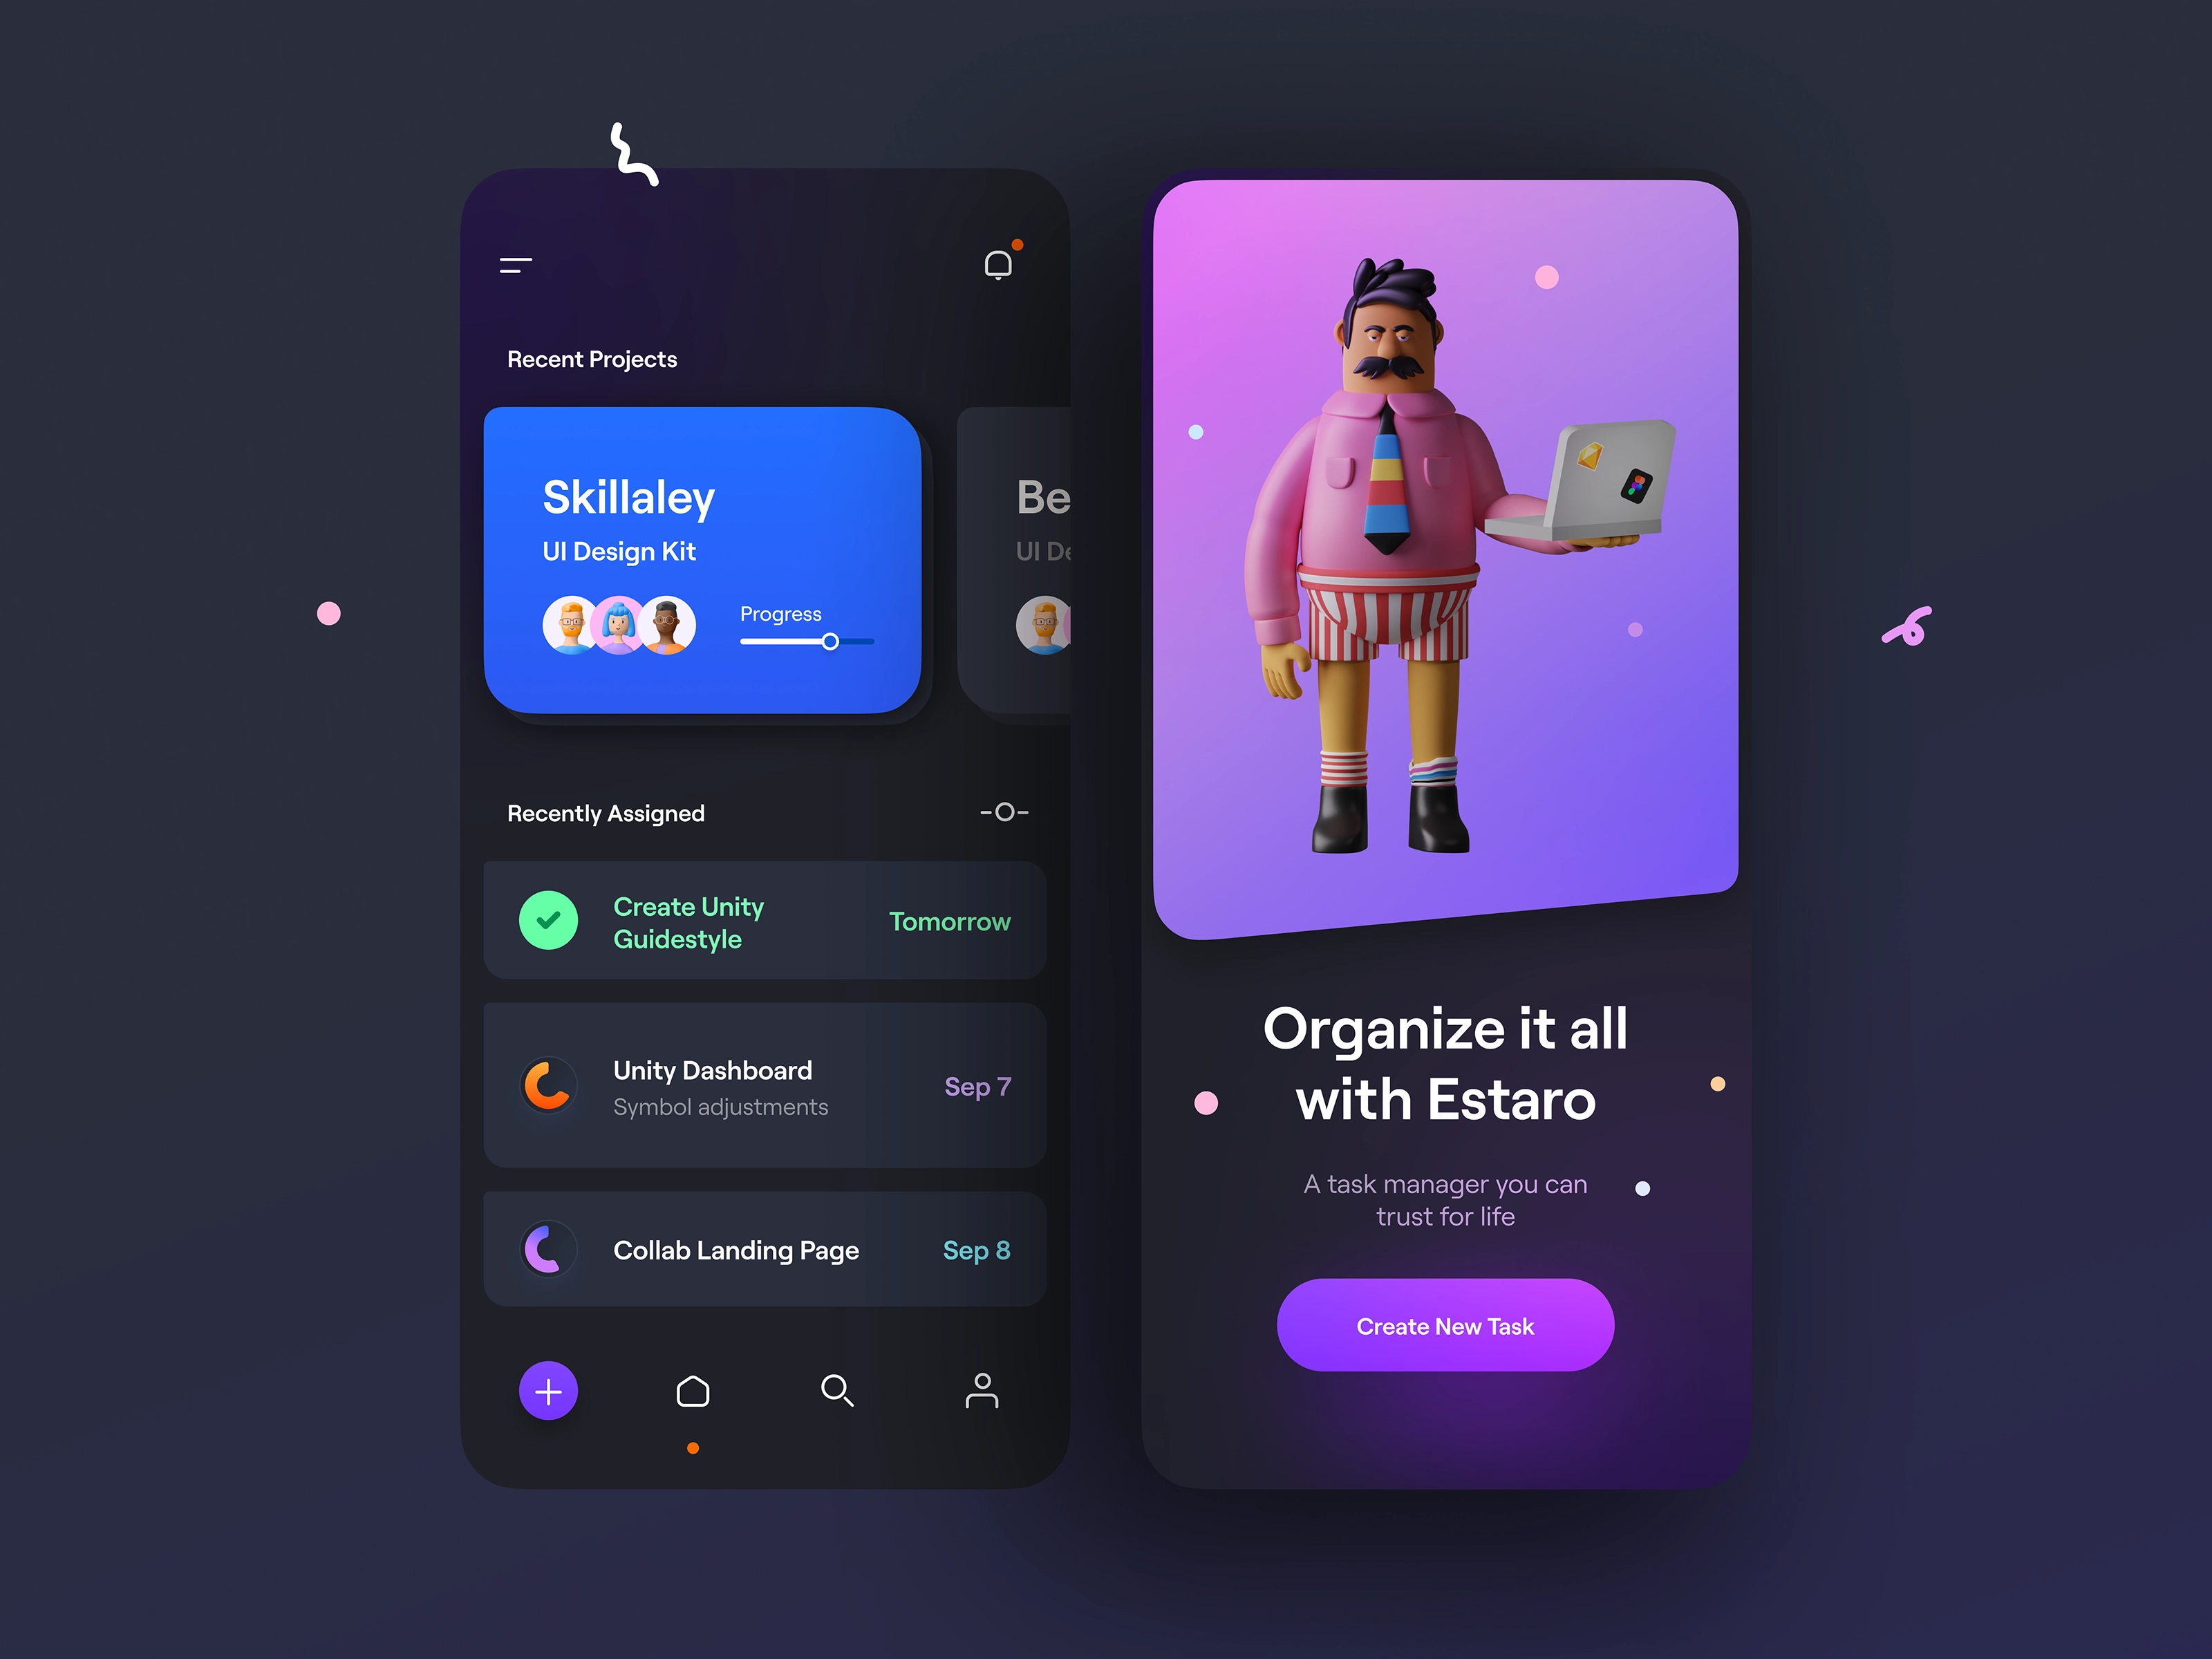 Recent Projects
Skillaley
UI Design Kit
Progress
Be
UI De
Recently Assigned
Create Unity
Guidestyle
Tomorrow
Unity Dashboard
Symbol adjustments
Sep 7
Collab Landing Page
Sep 8
Organize it all
with Estaro
A task manager you can
trust for life
Create New Task